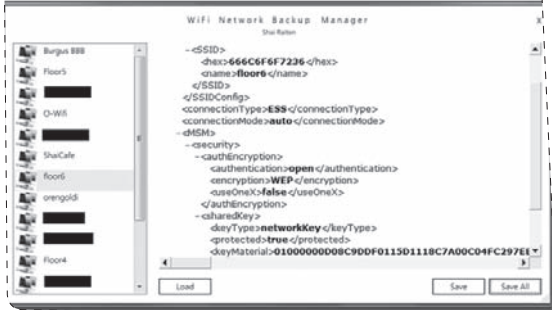 WiFi Network Backup Manager
Shai Raiten
X
Burgus BBB
Floor5
O-Wifi
ShaiCafe
floor6
orengoldi
Floor4
-<SSID>
<hex>666C6F6F7236</hex>
<name>floor6</name>
</SSID>
</SSIDConfig>
<connectionType>ESS</connectionType>
<connectionMode>auto</connectionMode>
-<MSM>
-<security>
-<authEncryption>
<authentication>open</authentication>
<encryption>WEP</encryption>
<useOneX>false</useOneX>
</authEncryption>
-<sharedKey>
<keyType>networkKey</keyType>
<protected>true</protected>
<keyMaterial>01000000D08C9DDF0115D1118C7A00C04FC297EB
Load
Save
Save All